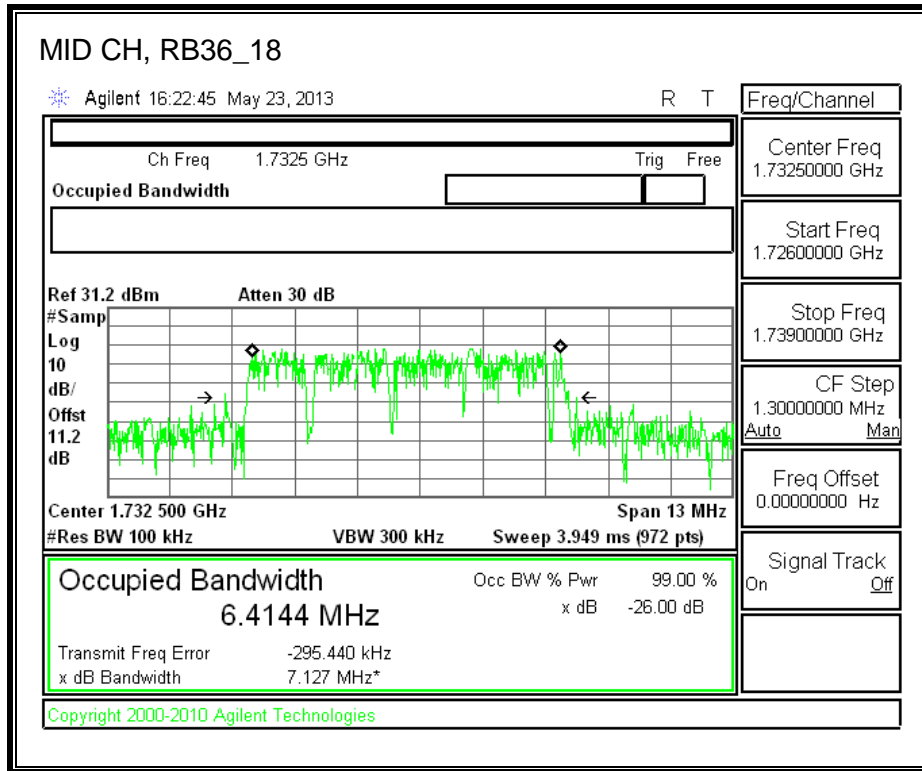 MID CH, RB36_18
Agilent 16:22:45 May 23, 2013 R T
Freq/Channel
Ch Freq 1.7325 GHz Trig Free
Occupied Bandwidth
Center Freq
1.73250000 GHz
Start Freq
1.72600000 GHz
Stop Freq
1.73900000 GHz
CF Step
1.30000000 MHz
Auto Man
Freq Offset
0.00000000 Hz
Signal Track
On Off
Ref 31.2 dBm Atten 30 dB
#Samp
Log
10
dB/
Offst
11.2
dB
Center 1.732 500 GHz Span 13 MHz
#Res BW 100 kHz VBW 300 kHz Sweep 3.949 ms (972 pts)
Occupied Bandwidth Occ BW % Pwr 99.00 %
6.4144 MHz x dB -26.00 dB
Transmit Freq Error -295.440 kHz
x dB Bandwidth 7.127 MHz*
Copyright 2000-2010 Agilent Technologies